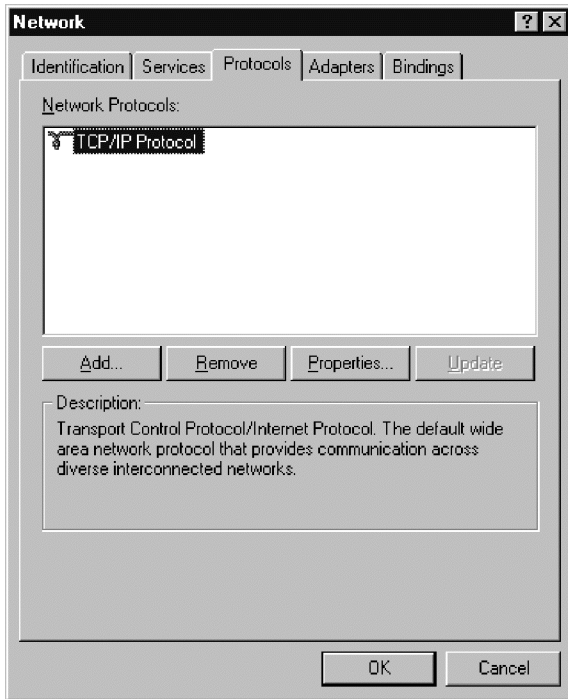 Network
Identification Services Protocols Adapters Bindings
Network Protocols:
TCP/IP Protocol
Add... Remove Properties... Update
Description:
Transport Control Protocol/Internet Protocol. The default wide
area network protocol that provides communication across
diverse interconnected networks.
OK Cancel